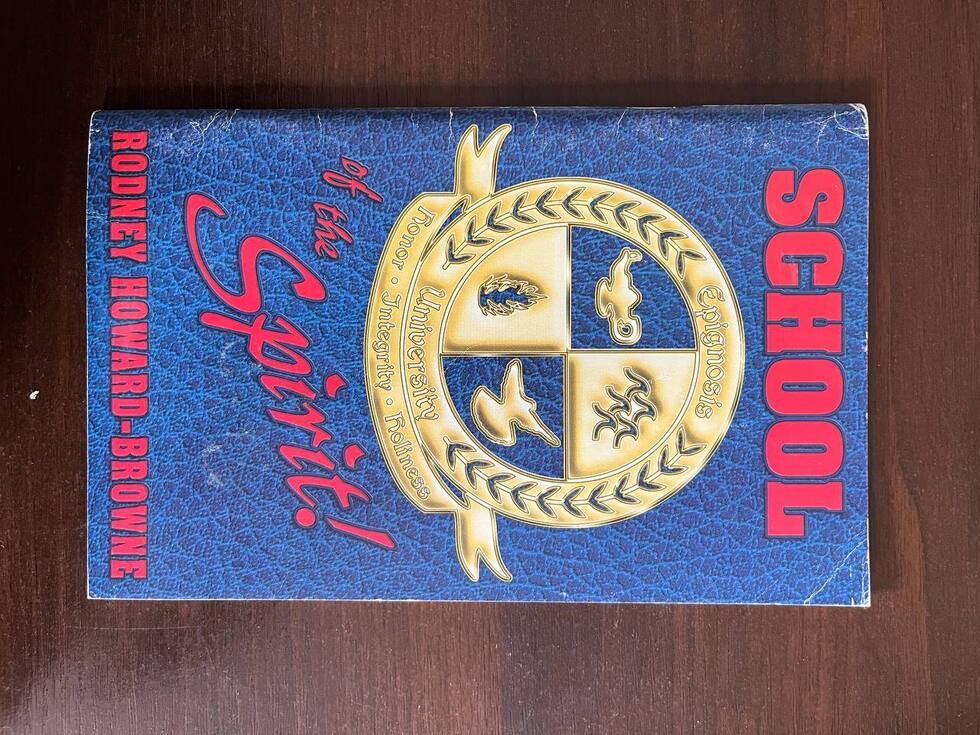 SCHOOL
Epignosis
University
Honor · Integrity · Holiness
of the
Spirit!
RODNEY HOWARD-BROWNE